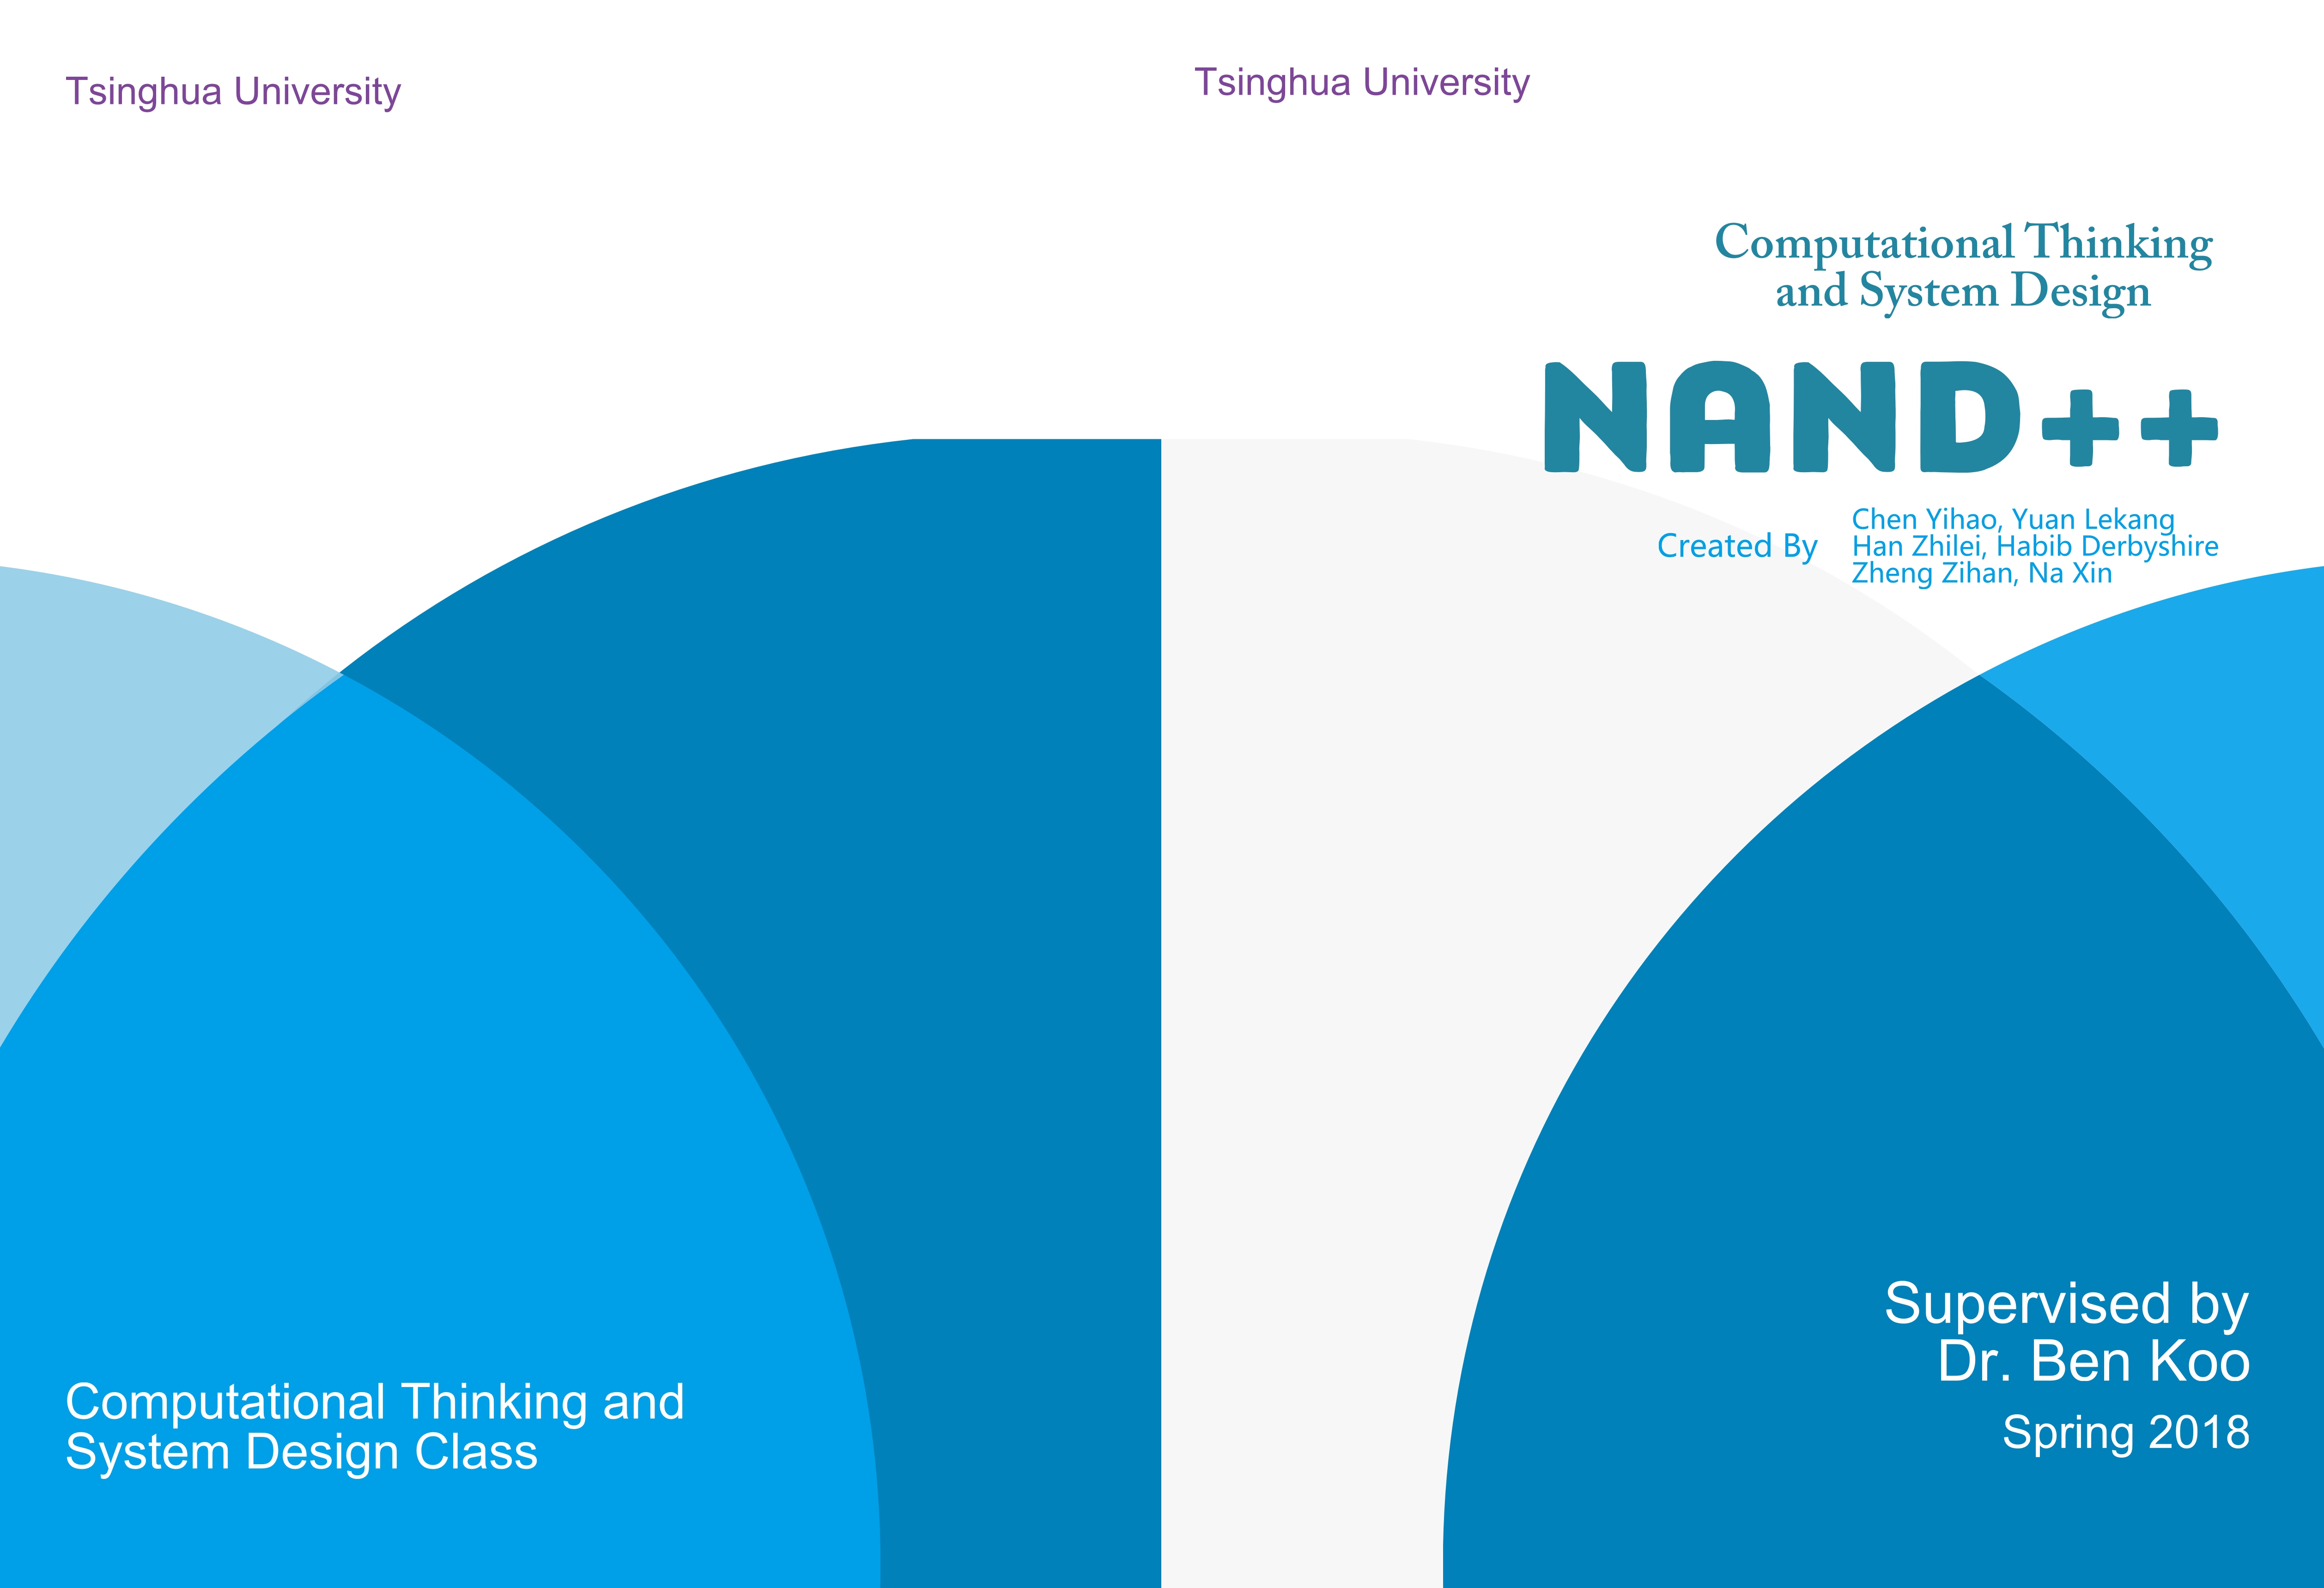 Tsinghua University
Computational Thinking and
System Design Class
Tsinghua University
Computational Thinking
and System Design
NAND++
Created By
Chen Yihao, Yuan Lekang
Han Zhilei, Habib Derbyshire
Zheng Zihan, Na Xin
Supervised by
Dr. Ben Koo
Spring 2018